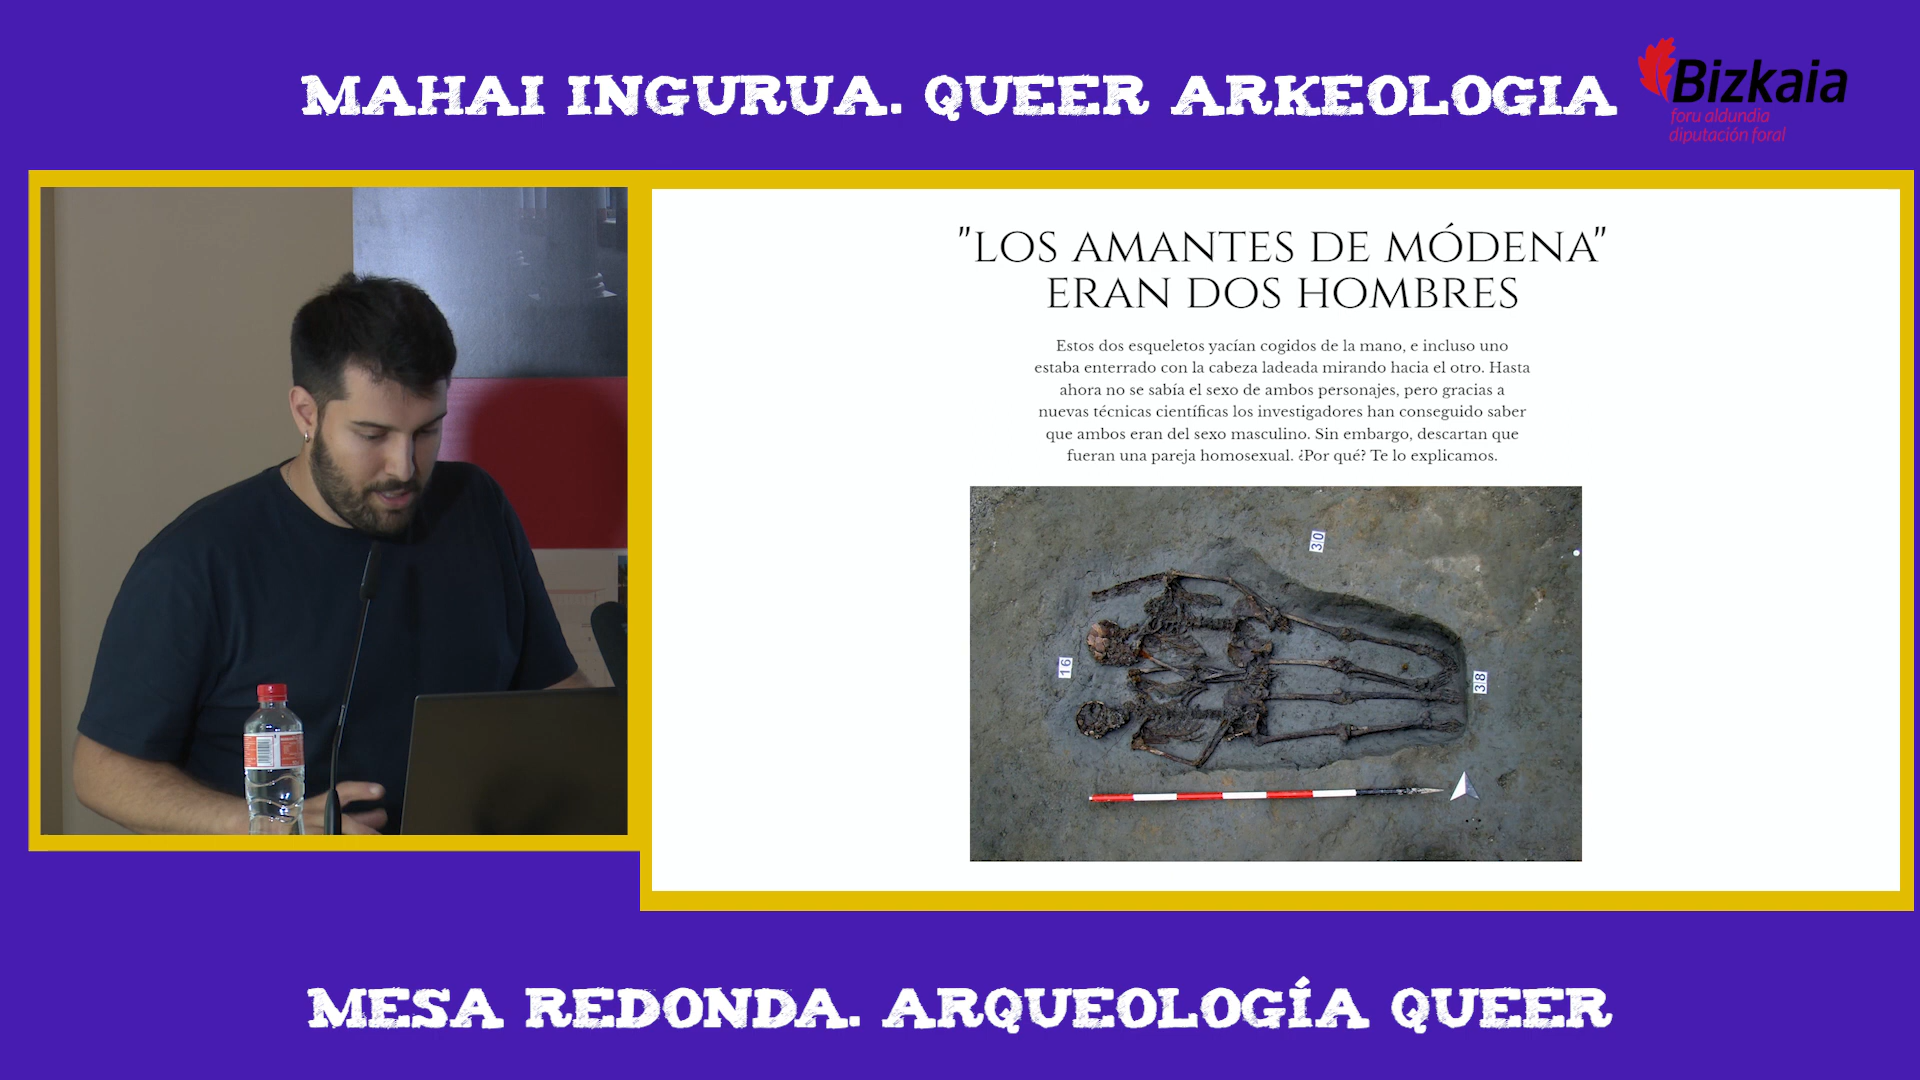 MAHAI INGURUA. QUEER ARKEOLOGIA
Bizkaia
foru aldundia
diputación foral
"LOS AMANTES DE MÓDENA"
ERAN DOS HOMBRES
Estos dos esqueletos yacían cogidos de la mano, e incluso uno
estaba enterrado con la cabeza ladeada mirando hacia el otro. Hasta
ahora no se sabía el sexo de ambos personajes, pero gracias a
nuevas técnicas científicas los investigadores han conseguido saber
que ambos eran del sexo masculino. Sin embargo, descartan que
fueran una pareja homosexual. ¿Por qué? Te lo explicamos.
30
16
38
MESA REDONDA. ARQUEOLOGÍA QUEER